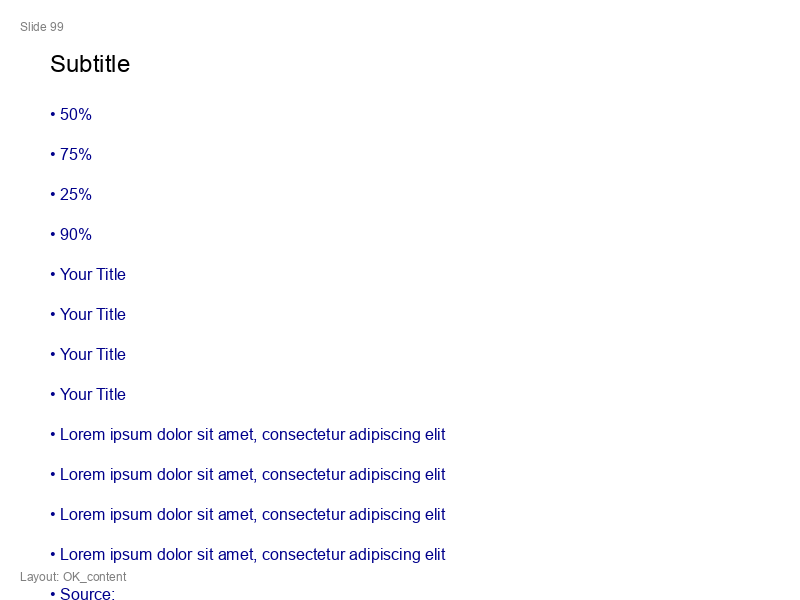 Slide 99
Subtitle
• 50%
• 75%
• 25%
• 90%
• Your Title
• Your Title
• Your Title
• Your Title
• Lorem ipsum dolor sit amet, consectetur adipiscing elit
• Lorem ipsum dolor sit amet, consectetur adipiscing elit
• Lorem ipsum dolor sit amet, consectetur adipiscing elit
• Lorem ipsum dolor sit amet, consectetur adipiscing elit
Layout: OK_content
• Source: